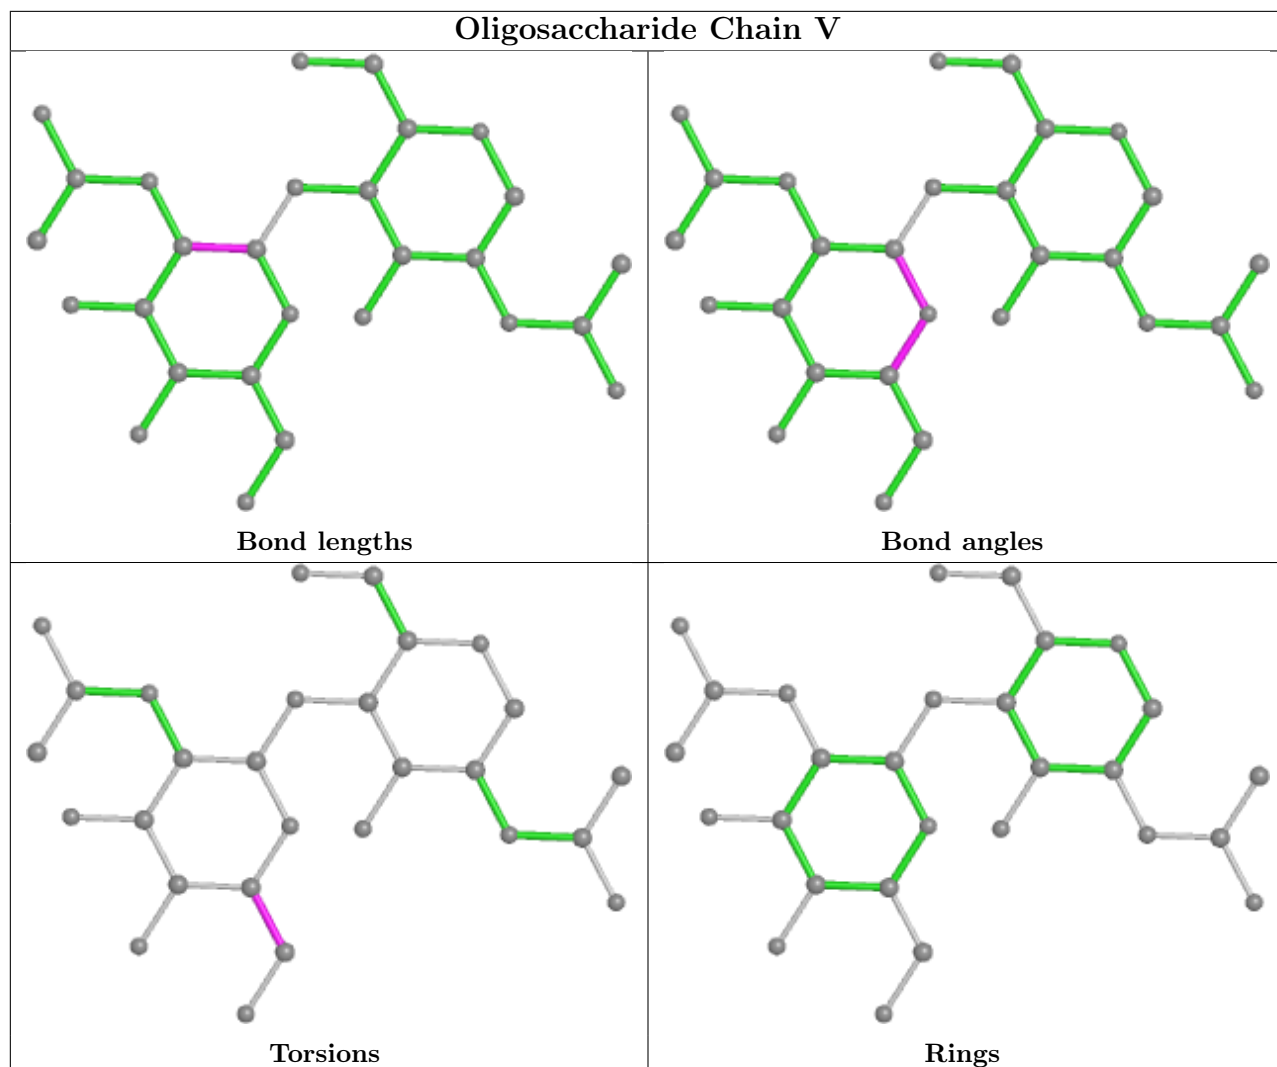 Oligosaccharide Chain V
Bond lengths
Bond angles
Torsions
Rings